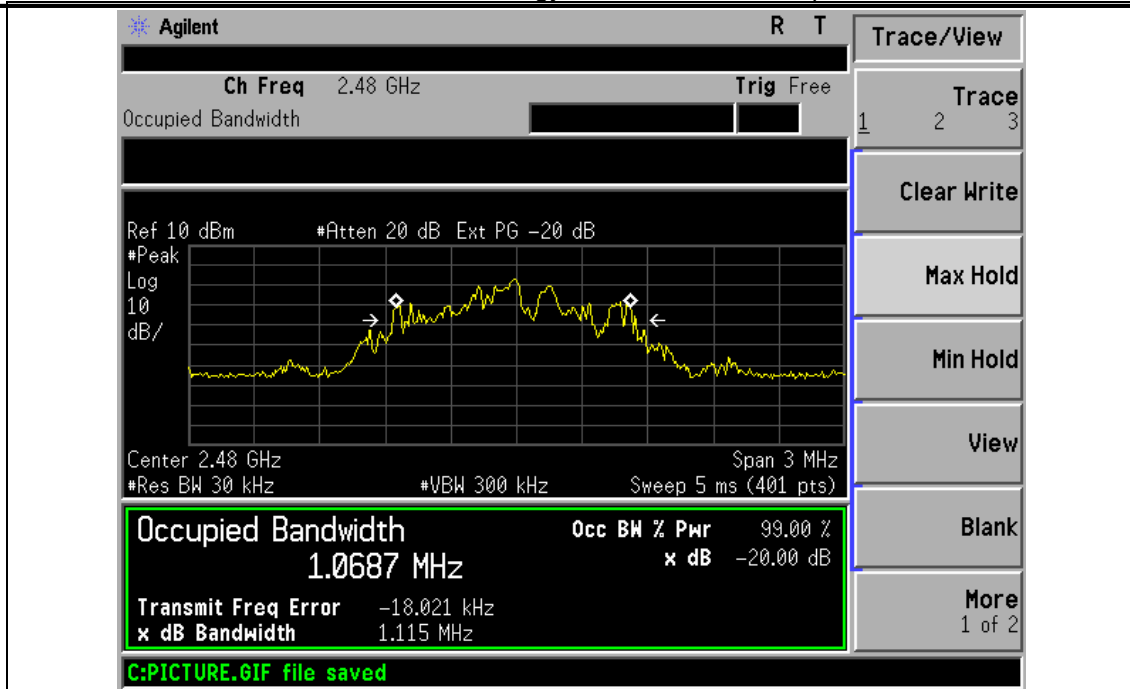 Agilent
R T
Trace/View
Ch Freq 2.48 GHz
Trig Free
Occupied Bandwidth
Trace
1 2 3
Clear Write
Ref 10 dBm #Atten 20 dB Ext PG -20 dB
#Peak
Log
10
dB/
Max Hold
Min Hold
View
Center 2.48 GHz Span 3 MHz
#Res BW 30 kHz #VBW 300 kHz Sweep 5 ms (401 pts)
Occupied Bandwidth
1.0687 MHz
Occ BW % Pwr 99.00 %
x dB -20.00 dB
Blank
Transmit Freq Error -18.021 kHz
x dB Bandwidth 1.115 MHz
More
1 of 2
C:PICTURE.GIF file saved